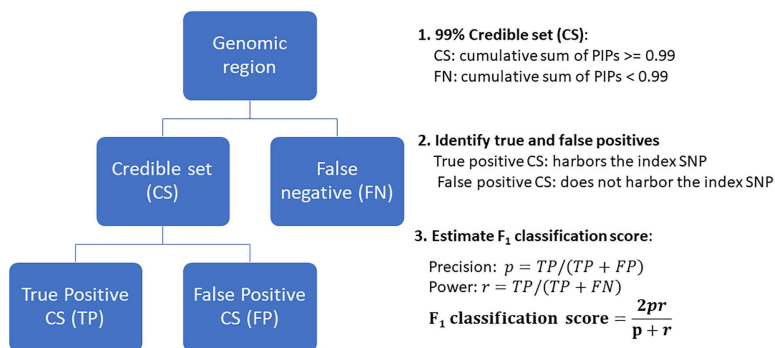 Genomic
region
Credible set
(CS)
False
negative (FN)
True Positive
CS (TP)
False Positive
CS (FP)
1. 99% Credible set (CS):
CS: cumulative sum of PIPs >= 0.99
FN: cumulative sum of PIPs < 0.99
2. Identify true and false positives
True positive CS: harbors the index SNP
False positive CS: does not harbor the index SNP
3. Estimate F₁ classification score:
Precision: p = TP/(TP + FP)
Power: r = TP/(TP + FN)
F₁ classification score = 2pr / p + r